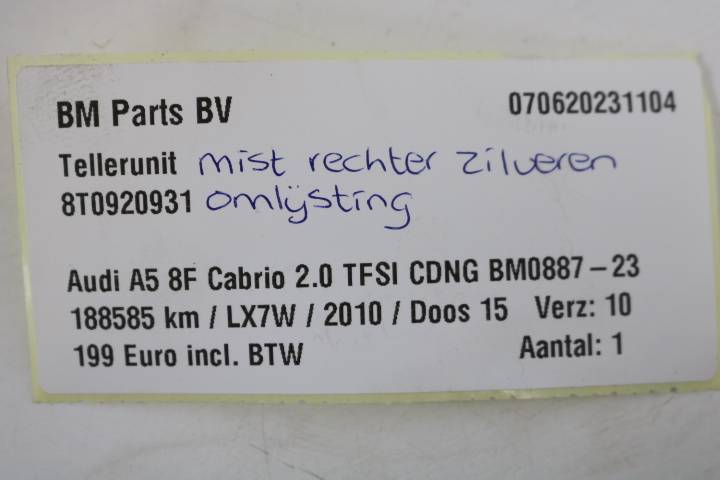 BM Parts BV 070620231104
Tellerunit mist rechter zilveren
8T0920931 omlijsting
Audi A5 8F Cabrio 2.0 TFSI CDNG BM0887-23
188585 km / LX7W / 2010 / Doos 15 Verz: 10
199 Euro incl. BTW Aantal: 1